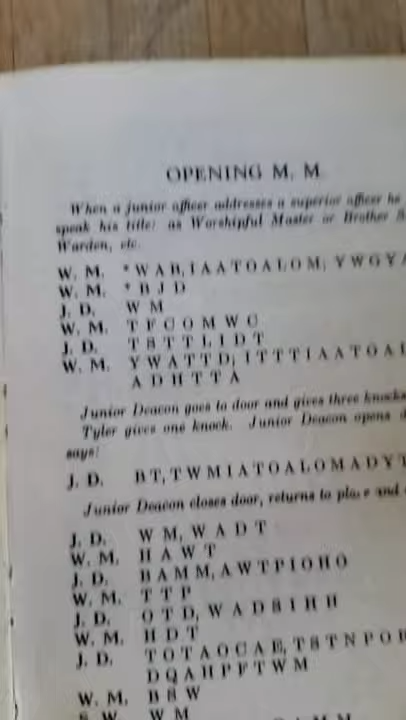 OPENING M. M.
When a junior officer addresses a superior officer he
speak his title: as Worshipful Master or Brother S
Warden, etc.
W. M. * W A B, I A A T O A L O M, Y W G Y A
W. M. * B J D
J. D. W M
W. M. T F C O M W C
J. D. T S T T L I D T
W. M. Y W A T T D, I T T T I A A T O A L
A D H T T A
Junior Deacon goes to door and gives three knocks
Tyler gives one knock. Junior Deacon opens
says:
J. D. B T, T W M I A T O A L O M A D Y T
Junior Deacon closes door, returns to place and
J. D. W M, W A D T
W. M. H A W T
J. D. B A M M, A W T P I O H O
W. M. T T P
J. D. O T D, W A D S I H H
W. M. H D T
J. D. T O T A O C A E, T S T N P O R
D Q A H P F T W M
W. M. B S W
S. W. W M